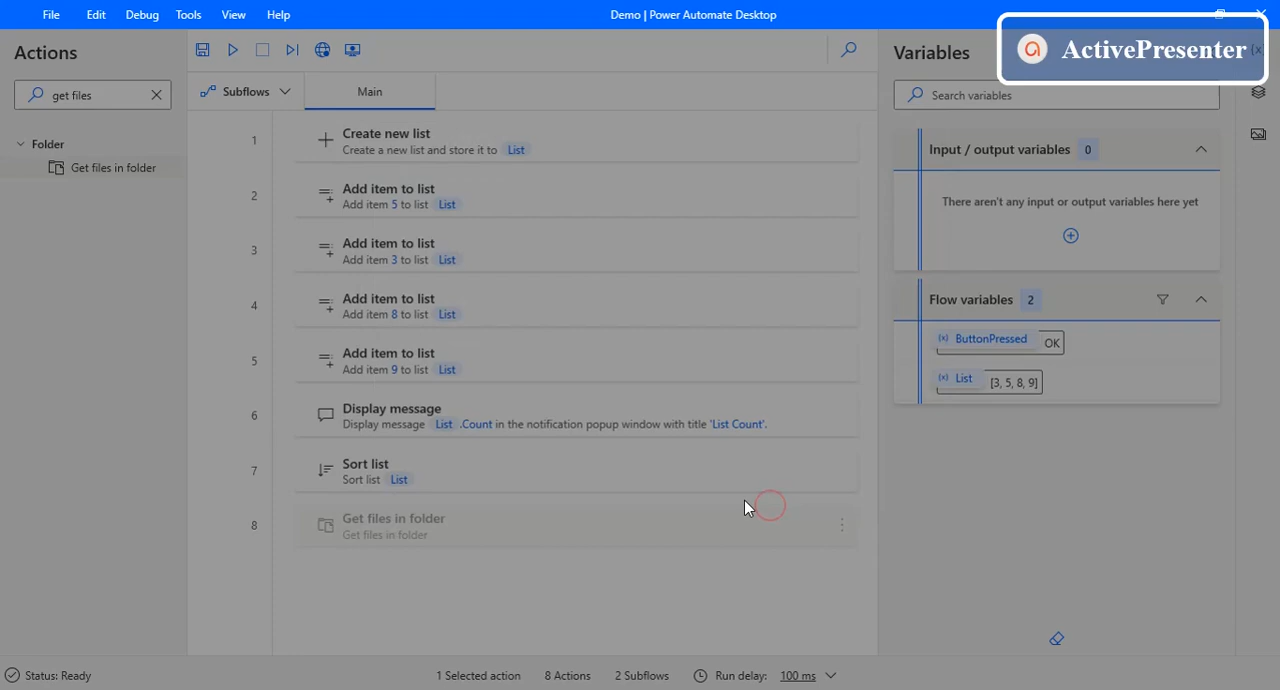 File Edit Debug Tools View Help
Demo | Power Automate Desktop
ActivePresenter
Actions
get files
Folder
Get files in folder
Subflows
Main
1
Create new list
Create a new list and store it to List
2
Add item to list
Add item 5 to list List
3
Add item to list
Add item 3 to list List
4
Add item to list
Add item 8 to list List
5
Add item to list
Add item 9 to list List
6
Display message
Display message List .Count in the notification popup window with title 'List Count'.
7
Sort list
Sort list List
8
Get files in folder
Get files in folder
Variables
Search variables
Input / output variables 0
There aren't any input or output variables here yet
Flow variables 2
(x) ButtonPressed OK
(x) List [3, 5, 8, 9]
Status: Ready
1 Selected action 8 Actions 2 Subflows Run delay: 100 ms